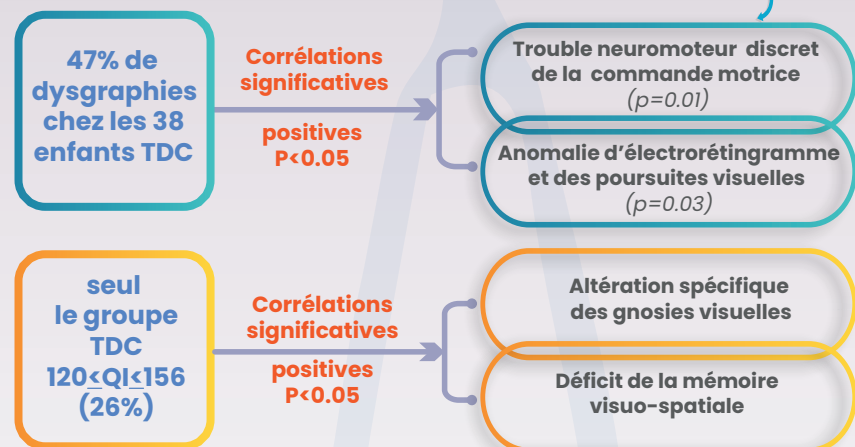 47% de
dysgraphies
chez les 38
enfants TDC
Corrélations
significatives
positives
P<0.05
Trouble neuromoteur discret
de la commande motrice
(p=0.01)
Anomalie d’électrorétingramme
et des poursuites visuelles
(p=0.03)
seul
le groupe
TDC
120≤QI≤156
(26%)
Corrélations
significatives
positives
P<0.05
Altération spécifique
des gnosies visuelles
Déficit de la mémoire
visuo-spatiale